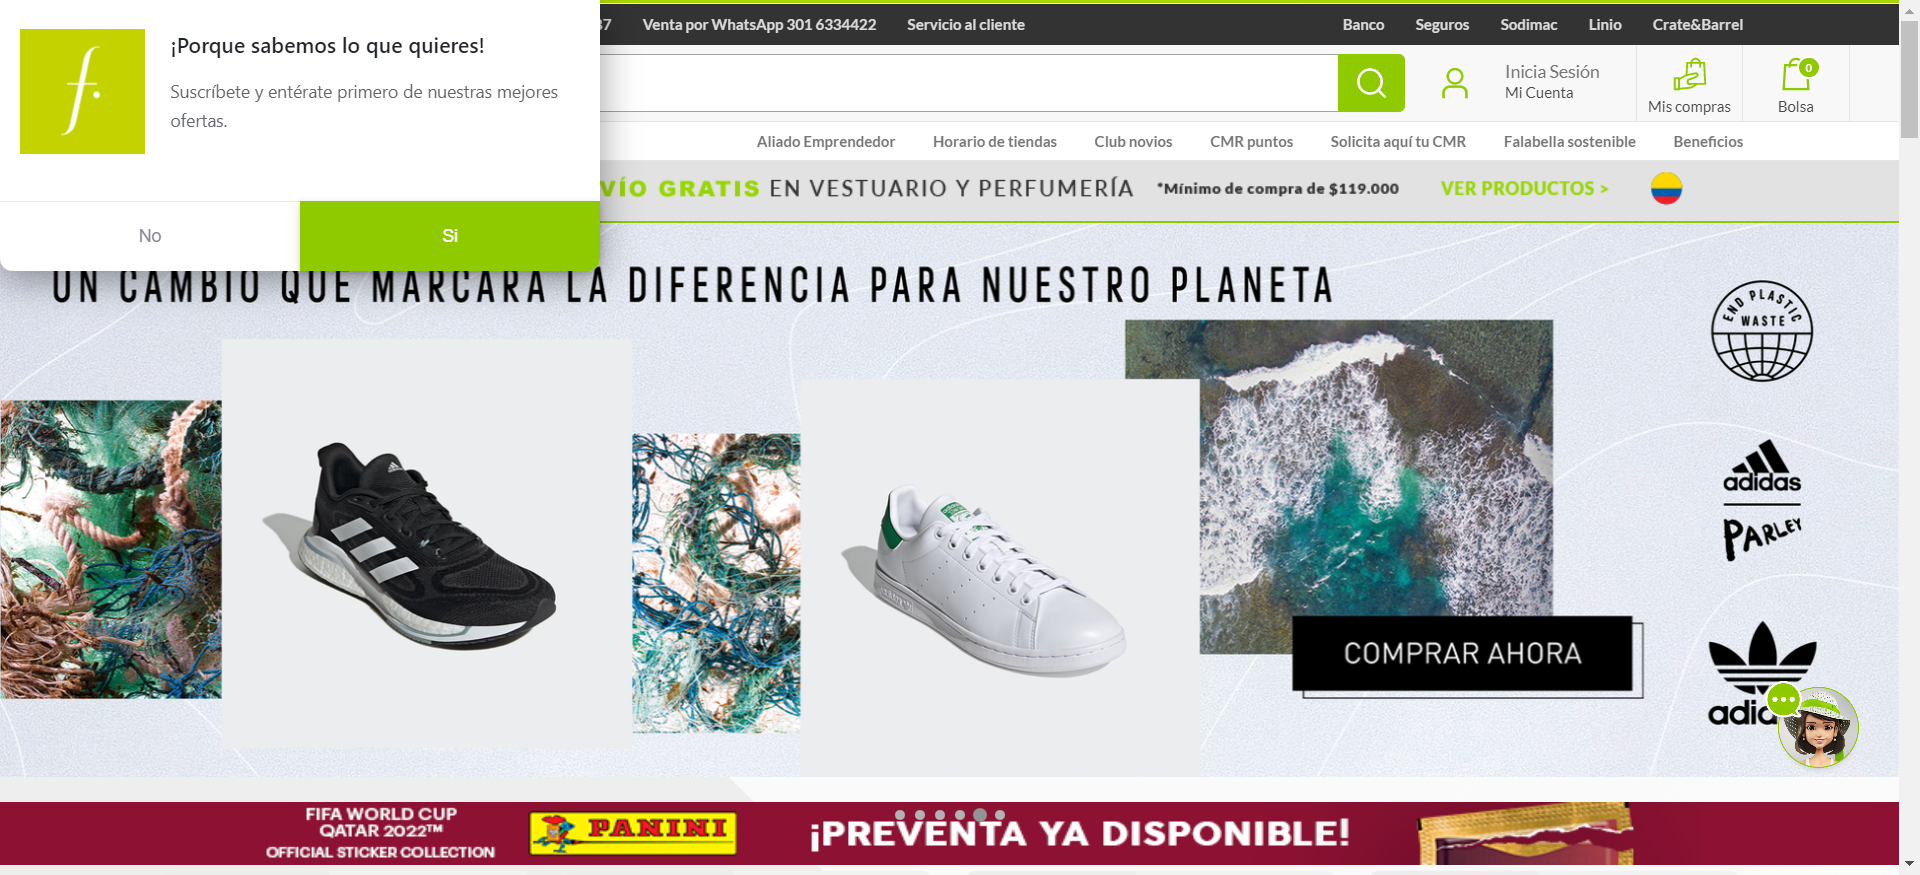 ¡Porque sabemos lo que quieres!
Suscríbete y entérate primero de nuestras mejores
ofertas.
No
Si
Venta por WhatsApp 301 6334422
Servicio al cliente
Banco
Seguros
Sodimac
Linio
Crate&Barrel
Inicia Sesión
Mi Cuenta
Mis compras
0
Bolsa
Aliado Emprendedor
Horario de tiendas
Club novios
CMR puntos
Solicita aquí tu CMR
Falabella sostenible
Beneficios
VÍO GRATIS EN VESTUARIO Y PERFUMERÍA *Mínimo de compra de $119.000 VER PRODUCTOS >
UN CAMBIO QUE MARCARÁ LA DIFERENCIA PARA NUESTRO PLANETA
END PLASTIC
WASTE
adidas
PARLEY
COMPRAR AHORA
FIFA WORLD CUP
QATAR 2022™
OFFICIAL STICKER COLLECTION
PANINI
¡PREVENTA YA DISPONIBLE!